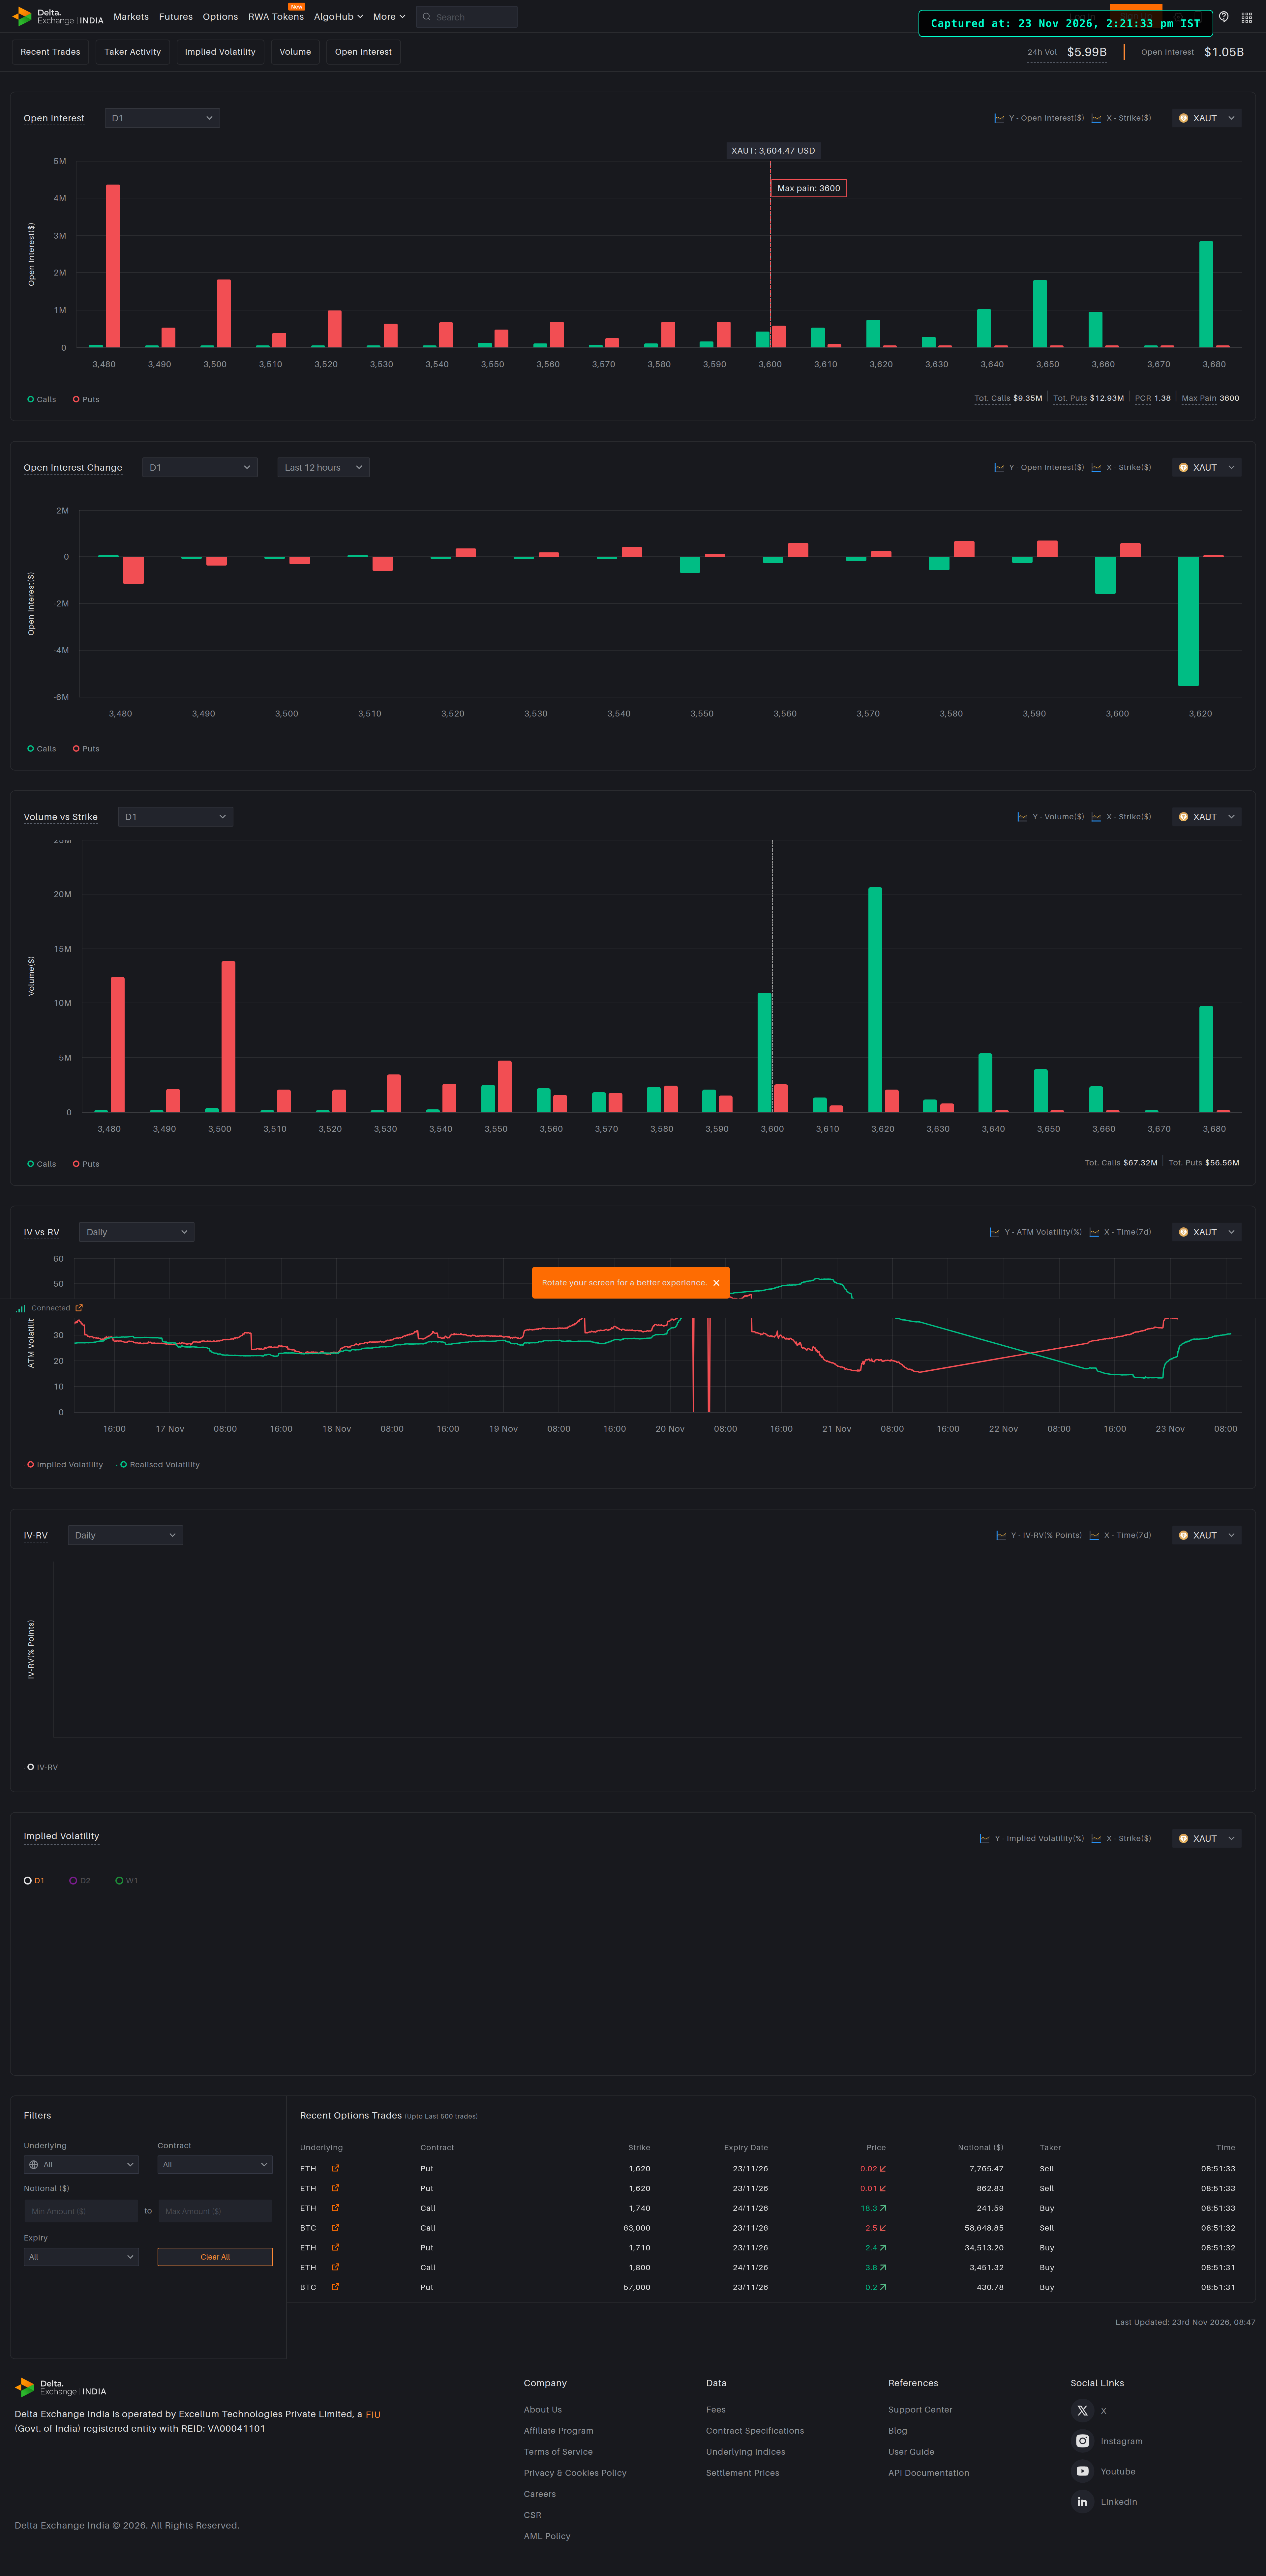 Delta.
Exchange | INDIA
Markets Futures Options RWA Tokens New AlgoHub More Search
Captured at: 23 Nov 2026, 2:21:33 pm IST
Recent Trades Taker Activity Implied Volatility Volume Open Interest
24h Vol $5.99B Open Interest $1.05B
Open Interest D1 Y - Open Interest($) X - Strike($) XAUT
XAUT: 3,604.47 USD
Max pain: 3600
5M
4M
3M
2M
1M
0
Open Interest($)
3,480 3,490 3,500 3,510 3,520 3,530 3,540 3,550 3,560 3,570 3,580 3,590 3,600 3,610 3,620 3,630 3,640 3,650 3,660 3,670 3,680
Calls Puts
Tot. Calls $9.35M Tot. Puts $12.93M PCR 1.38 Max Pain 3600
Open Interest Change D1 Last 12 hours Y - Open Interest($) X - Strike($) XAUT
2M
0
-2M
-4M
-6M
Open Interest($)
3,480 3,490 3,500 3,510 3,520 3,530 3,540 3,550 3,560 3,570 3,580 3,590 3,600 3,620
Calls Puts
Volume vs Strike D1 Y - Volume($) X - Strike($) XAUT
25M
20M
15M
10M
5M
0
Volume($)
3,480 3,490 3,500 3,510 3,520 3,530 3,540 3,550 3,560 3,570 3,580 3,590 3,600 3,610 3,620 3,630 3,640 3,650 3,660 3,670 3,680
Calls Puts
Tot. Calls $67.32M Tot. Puts $56.56M
IV vs RV Daily Y - ATM Volatility(%) X - Time(7d) XAUT
60
50
Rotate your screen for a better experience.
Connected
30
20
10
0
ATM Volatilit
16:00 17 Nov 08:00 16:00 18 Nov 08:00 16:00 19 Nov 08:00 16:00 20 Nov 08:00 16:00 21 Nov 08:00 16:00 22 Nov 08:00 16:00 23 Nov 08:00
Implied Volatility Realised Volatility
IV-RV Daily Y - IV-RV(% Points) X - Time(7d) XAUT
IV-RV(% Points)
IV-RV
Implied Volatility Y - Implied Volatility(%) X - Strike($) XAUT
D1 D2 W1
Filters
Underlying Contract
All All
Notional ($)
Min Amount ($) to Max Amount ($)
Expiry
All Clear All
Recent Options Trades (Upto Last 500 trades)
Underlying Contract Strike Expiry Date Price Notional ($) Taker Time
ETH Put 1,620 23/11/26 0.02 7,765.47 Sell 08:51:33
ETH Put 1,620 23/11/26 0.01 862.83 Sell 08:51:33
ETH Call 1,740 24/11/26 18.3 241.59 Buy 08:51:33
BTC Call 63,000 23/11/26 2.5 58,648.85 Sell 08:51:32
ETH Put 1,710 23/11/26 2.4 34,513.20 Buy 08:51:32
ETH Call 1,800 24/11/26 3.8 3,451.32 Buy 08:51:31
BTC Put 57,000 23/11/26 0.2 430.78 Buy 08:51:31
Last Updated: 23rd Nov 2026, 08:47
Delta.
Exchange | INDIA
Delta Exchange India is operated by Excelium Technologies Private Limited, a FIU
(Govt. of India) registered entity with REID: VA00041101
Delta Exchange India © 2026. All Rights Reserved.
Company
About Us
Affiliate Program
Terms of Service
Privacy & Cookies Policy
Careers
CSR
AML Policy
Data
Fees
Contract Specifications
Underlying Indices
Settlement Prices
References
Support Center
Blog
User Guide
API Documentation
Social Links
X
Instagram
Youtube
Linkedin